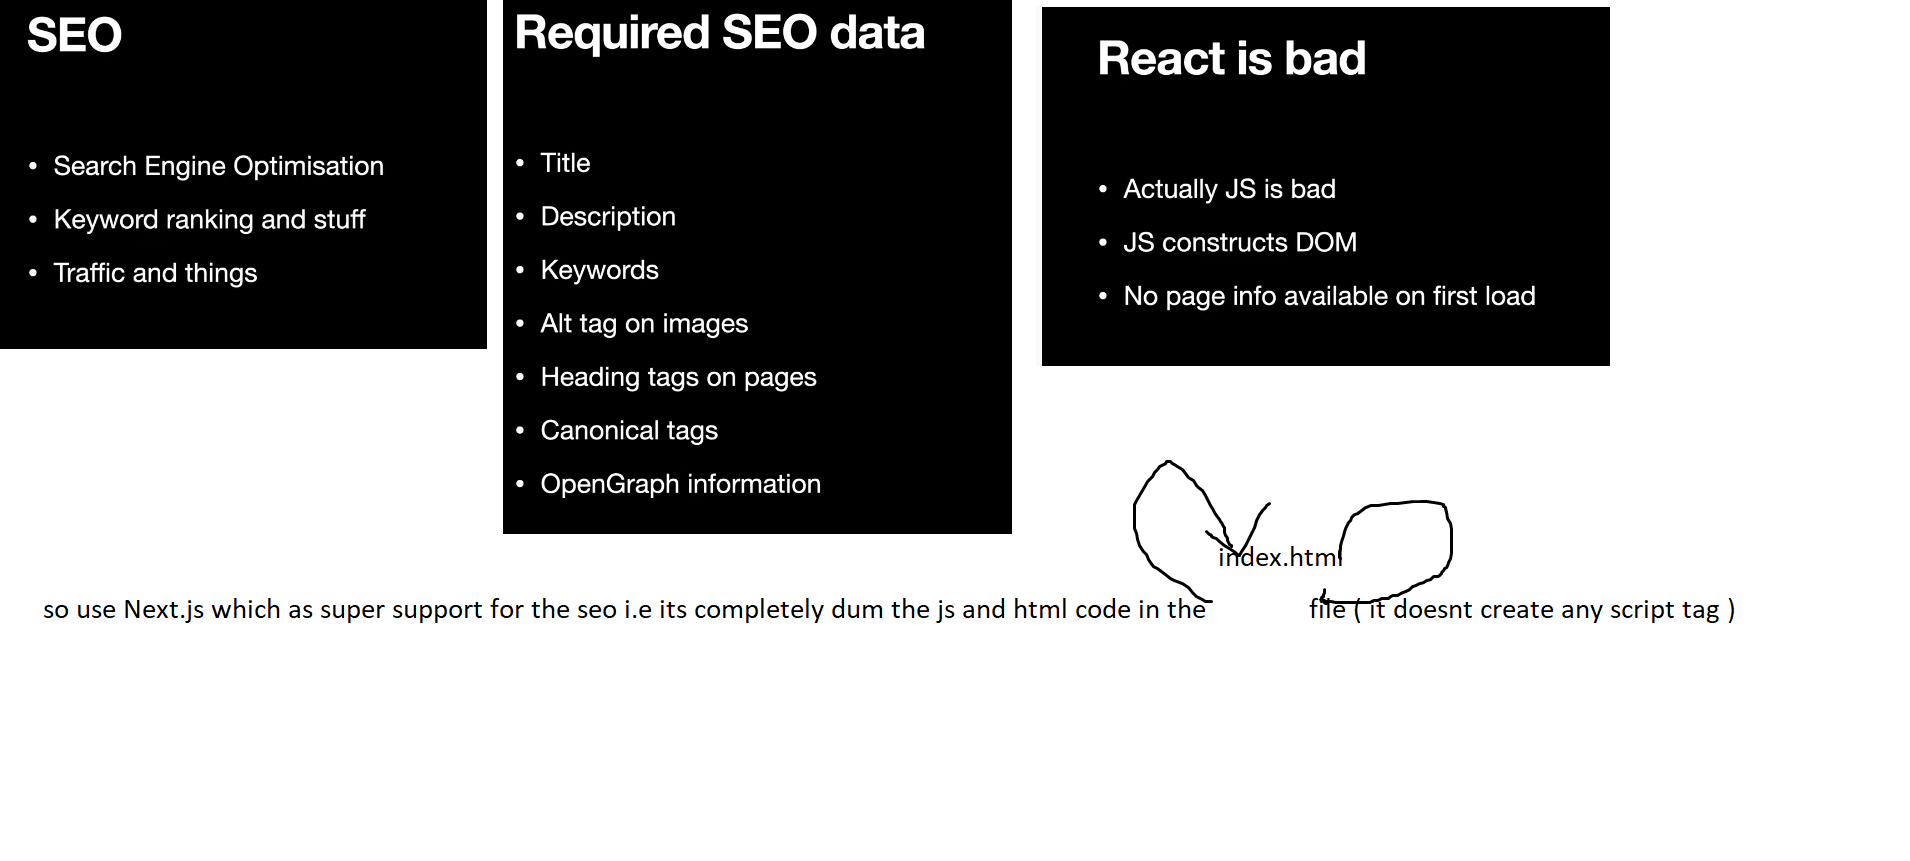 SEO
• Search Engine Optimisation
• Keyword ranking and stuff
• Traffic and things
Required SEO data
• Title
• Description
• Keywords
• Alt tag on images
• Heading tags on pages
• Canonical tags
• OpenGraph information
React is bad
• Actually JS is bad
• JS constructs DOM
• No page info available on first load
so use Next.js which as super support for the seo i.e its completely dum the js and html code in the
index.html
file ( it doesnt create any script tag )